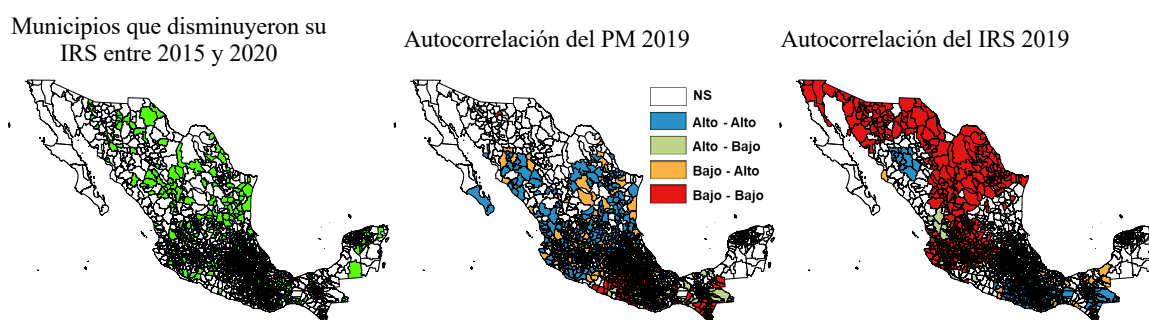 Municipios que disminuyeron su
IRS entre 2015 y 2020
Autocorrelación del PM 2019
Autocorrelación del IRS 2019
NS
Alto - Alto
Alto - Bajo
Bajo - Alto
Bajo - Bajo